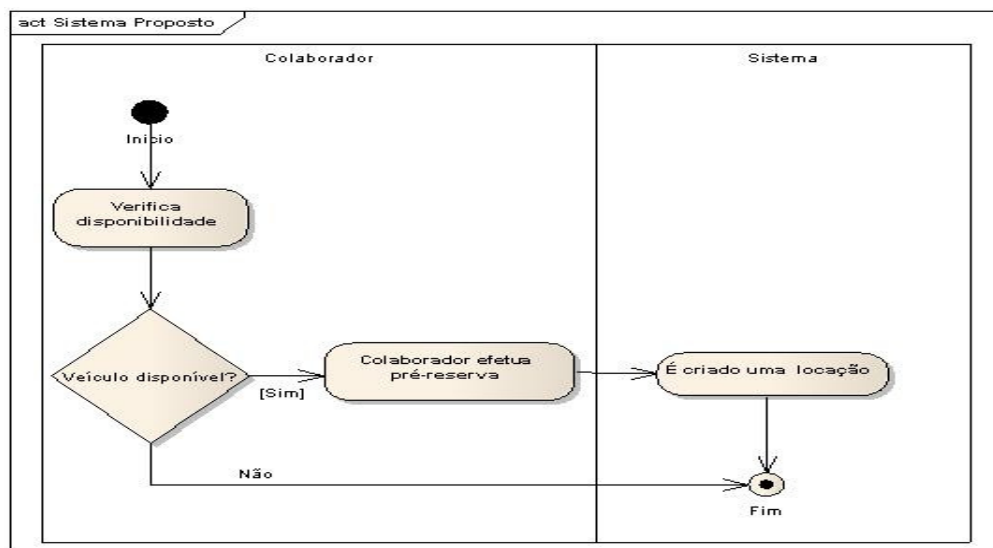 act Sistema Proposto
Colaborador
Sistema
Início
Verifica
disponibilidade
Veículo disponível?
[Sim]
Colaborador efetua
pré-reserva
É criado uma locação
Não
Fim